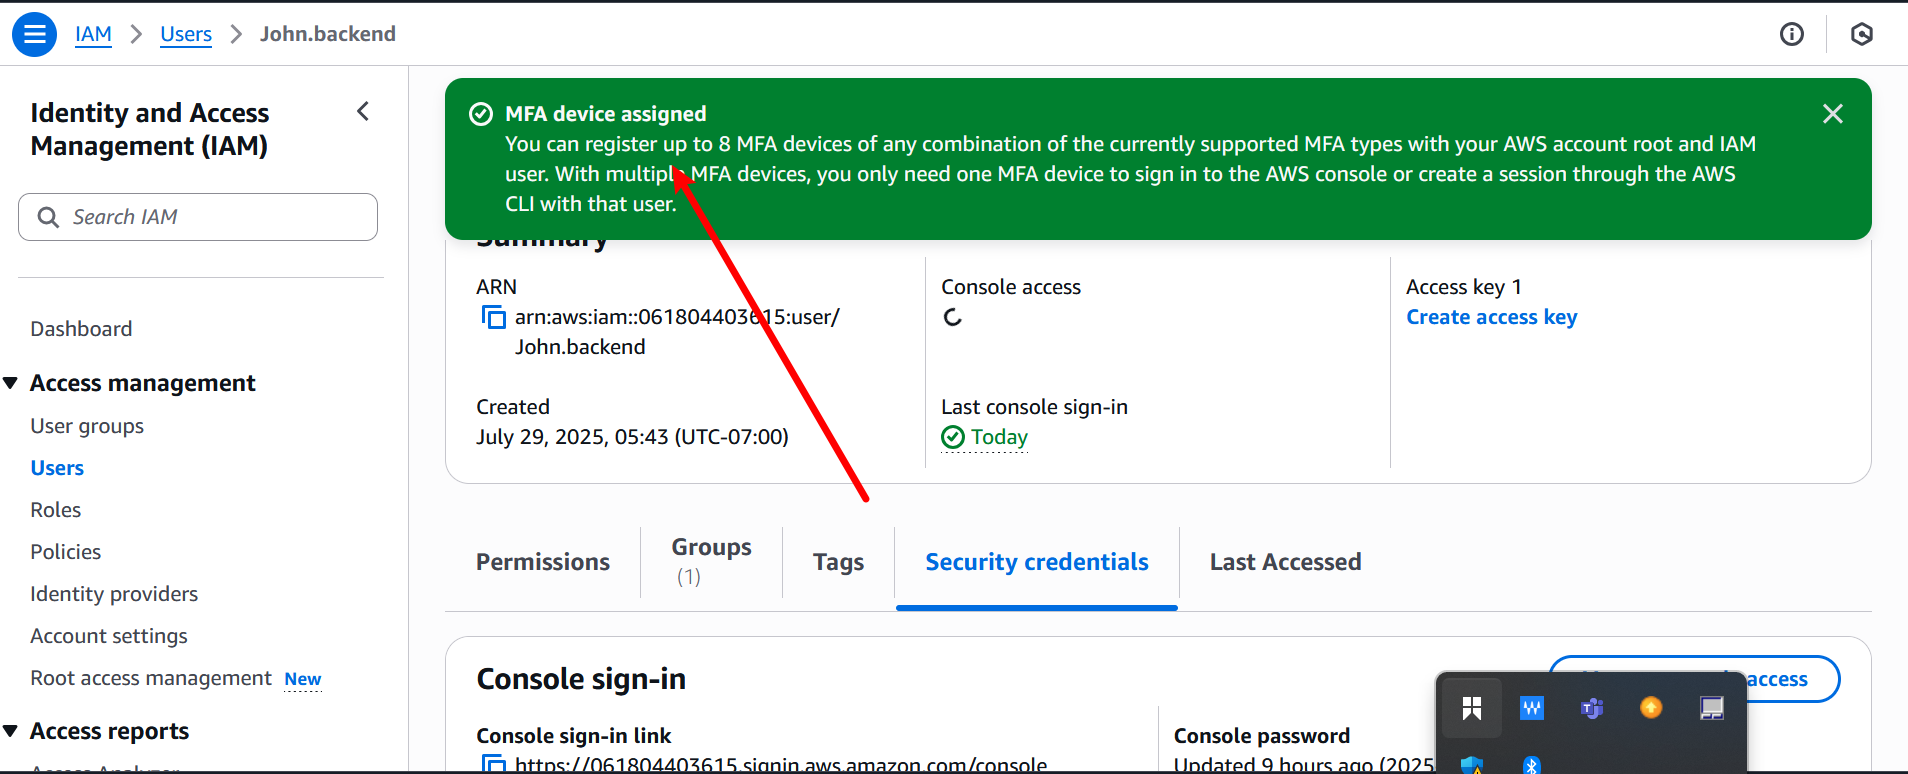 IAM > Users > John.backend
Identity and Access
Management (IAM)
Search IAM
Dashboard
Access management
User groups
Users
Roles
Policies
Identity providers
Account settings
Root access management New
Access reports
MFA device assigned
You can register up to 8 MFA devices of any combination of the currently supported MFA types with your AWS account root and IAM
user. With multiple MFA devices, you only need one MFA device to sign in to the AWS console or create a session through the AWS
CLI with that user.
Summary
ARN
arn:aws:iam::061804403615:user/
John.backend
Created
July 29, 2025, 05:43 (UTC-07:00)
Console access
Last console sign-in
Today
Access key 1
Create access key
Permissions
Groups
(1)
Tags
Security credentials
Last Accessed
Console sign-in
access
Console sign-in link
https://061804403615.signin.aws.amazon.com/console
Console password
Updated 9 hours ago (2025